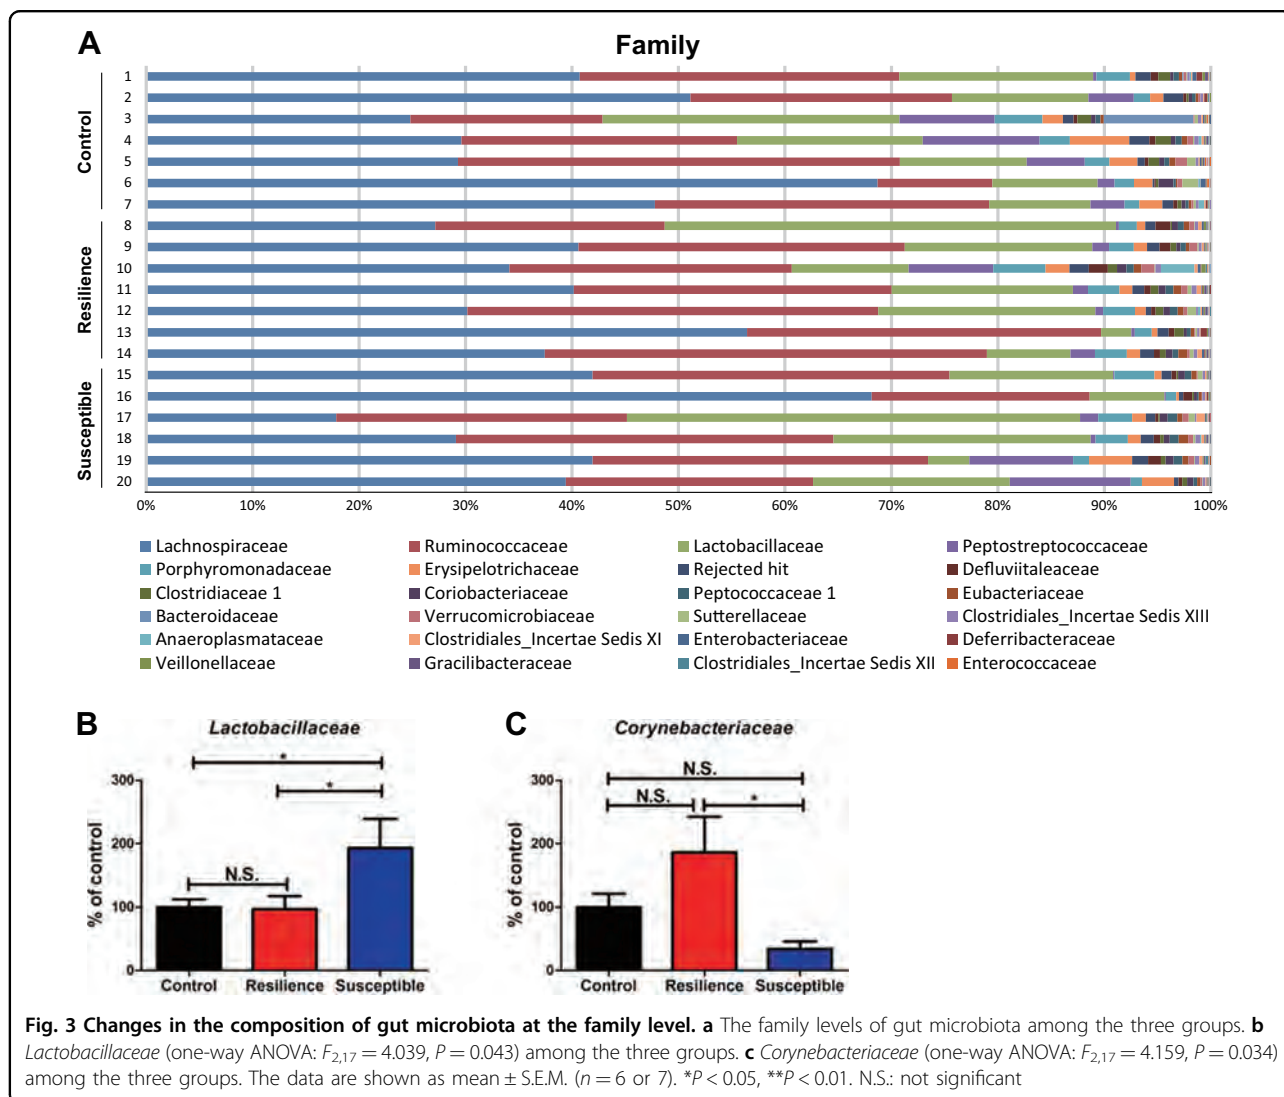 A
Family
Control
1
2
3
4
5
6
7
Resilience
8
9
10
11
12
13
14
Susceptible
15
16
17
18
19
20
0% 10% 20% 30% 40% 50% 60% 70% 80% 90% 100%
Lachnospiraceae Ruminococcaceae Lactobacillaceae Peptostreptococcaceae
Porphyromonadaceae Erysipelotrichaceae Rejected hit Defluviitaleaceae
Clostridiaceae 1 Coriobacteriaceae Peptococcaceae 1 Eubacteriaceae
Bacteroidaceae Verrucomicrobiaceae Sutterellaceae Clostridiales_Incertae Sedis XIII
Anaeroplasmataceae Clostridiales_Incertae Sedis XI Enterobacteriaceae Deferribacteraceae
Veillonellaceae Gracilibacteraceae Clostridiales_Incertae Sedis XII Enterococcaceae
B
Lactobacillaceae
% of control
300
200
100
0
*
*
N.S.
Control Resilience Susceptible
C
Corynebacteriaceae
% of control
300
200
100
0
N.S.
N.S. *
Control Resilience Susceptible
Fig. 3 Changes in the composition of gut microbiota at the family level. a The family levels of gut microbiota among the three groups. b
Lactobacillaceae (one-way ANOVA: F2,17 = 4.039, P = 0.043) among the three groups. c Corynebacteriaceae (one-way ANOVA: F2,17 = 4.159, P = 0.034)
among the three groups. The data are shown as mean ± S.E.M. (n = 6 or 7). *P < 0.05, **P < 0.01. N.S.: not significant